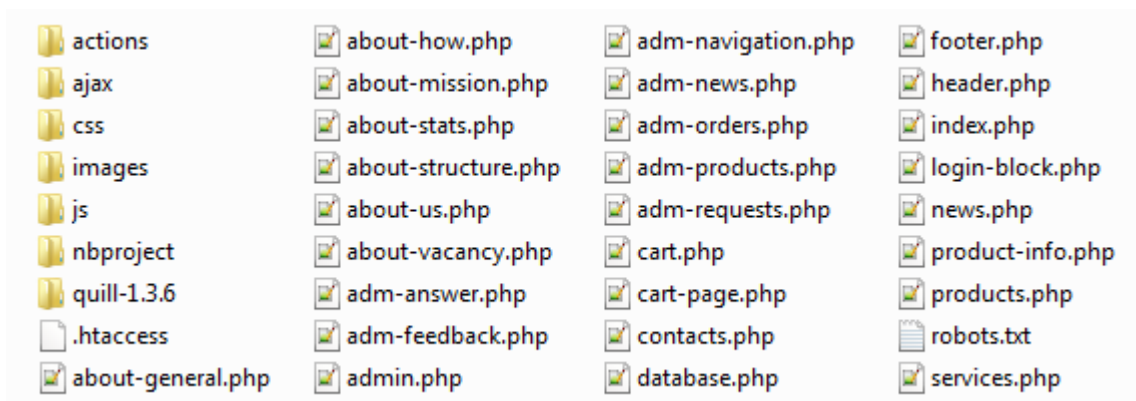 actions
ajax
css
images
js
nbproject
quill-1.3.6
.htaccess
about-general.php
about-how.php
about-mission.php
about-stats.php
about-structure.php
about-us.php
about-vacancy.php
adm-answer.php
adm-feedback.php
admin.php
adm-navigation.php
adm-news.php
adm-orders.php
adm-products.php
adm-requests.php
cart.php
cart-page.php
contacts.php
database.php
footer.php
header.php
index.php
login-block.php
news.php
product-info.php
products.php
robots.txt
services.php